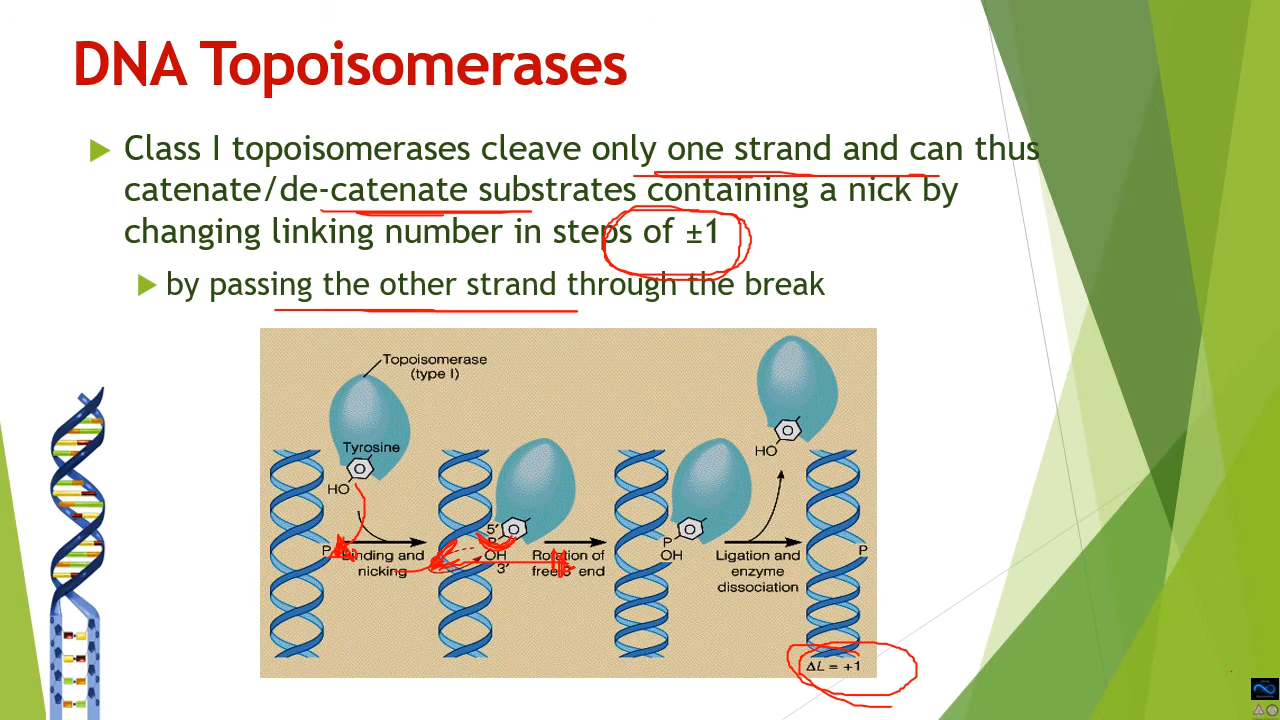 DNA Topoisomerases
Class I topoisomerases cleave only one strand and can thus
catenate/de-catenate substrates containing a nick by
changing linking number in steps of ±1
by passing the other strand through the break
Topoisomerase
(type I)
Tyrosine
HO
P
Binding and
nicking
5′
P
OH
3′
Rotation of
free 3′ end
P
OH
HO
Ligation and
enzyme
dissociation
P
ΔL = +1